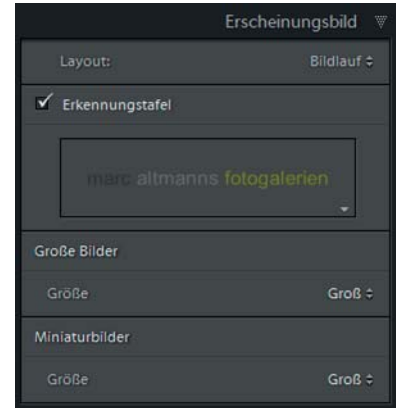 Erscheinungsbild
Layout: Bildlauf
Erkennungstafel
marc altmanns fotogalerien
Große Bilder
Größe Groß
Miniaturbilder
Größe Groß